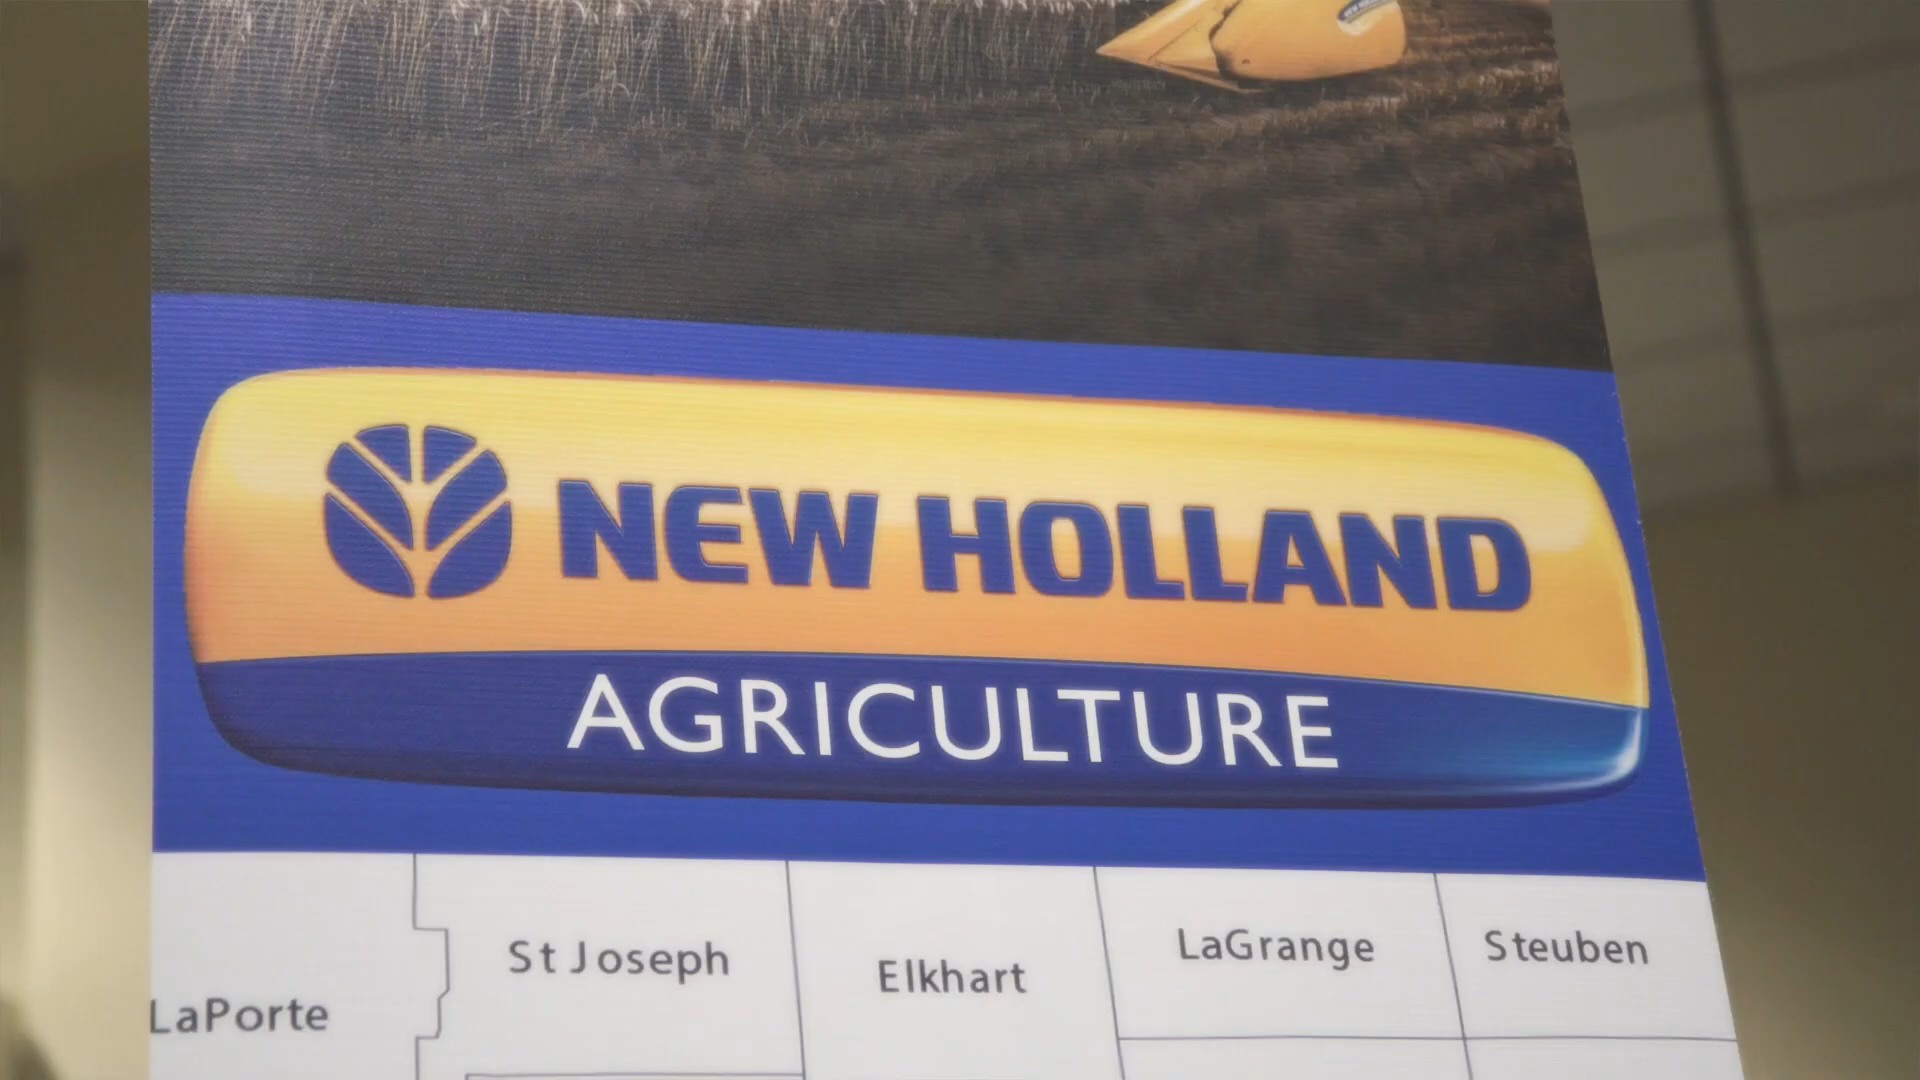 NEW HOLLAND
AGRICULTURE
St Joseph
Elkhart
LaGrange
Steuben
LaPorte